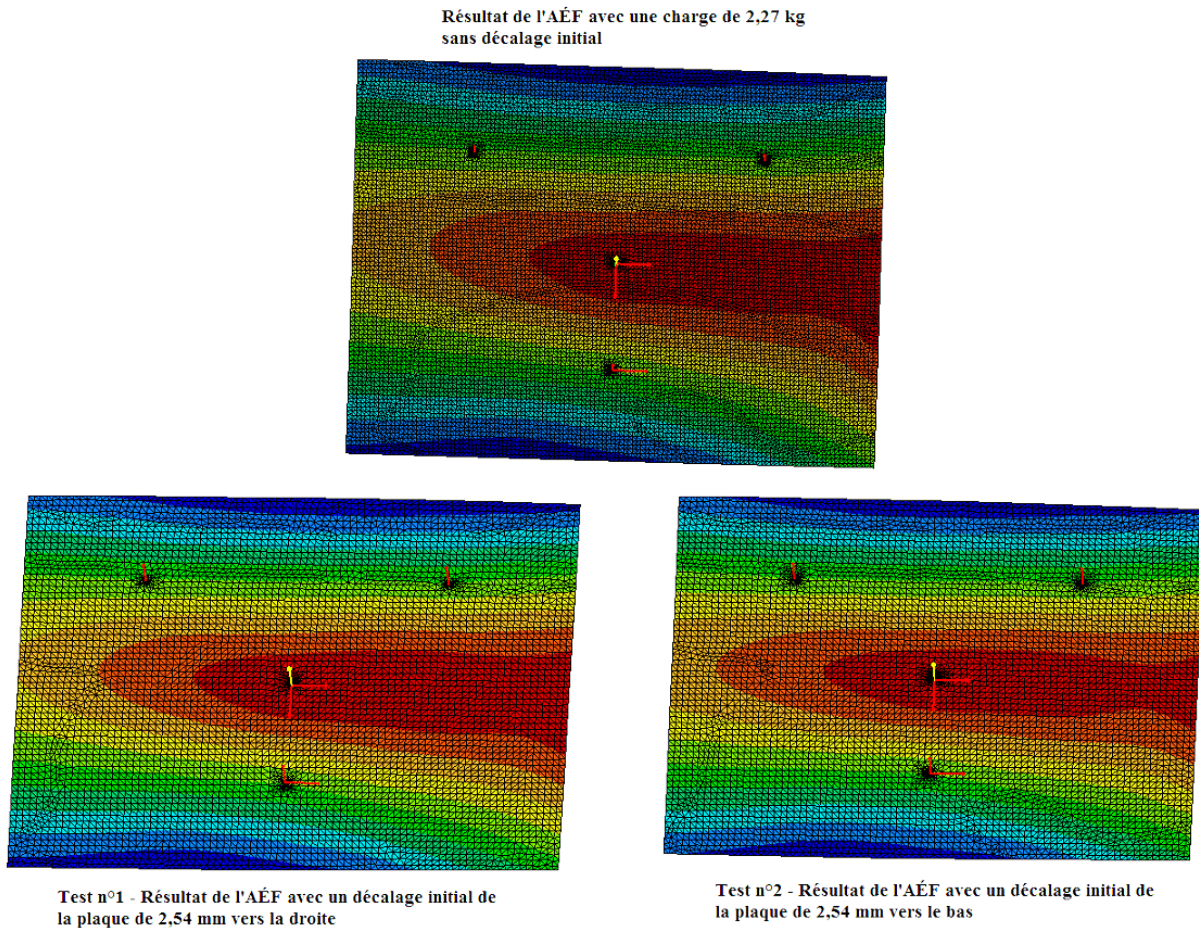 Résultat de l'AÉF avec une charge de 2,27 kg
sans décalage initial
Test n°1 - Résultat de l'AÉF avec un décalage initial de
la plaque de 2,54 mm vers la droite
Test n°2 - Résultat de l'AÉF avec un décalage initial de
la plaque de 2,54 mm vers le bas